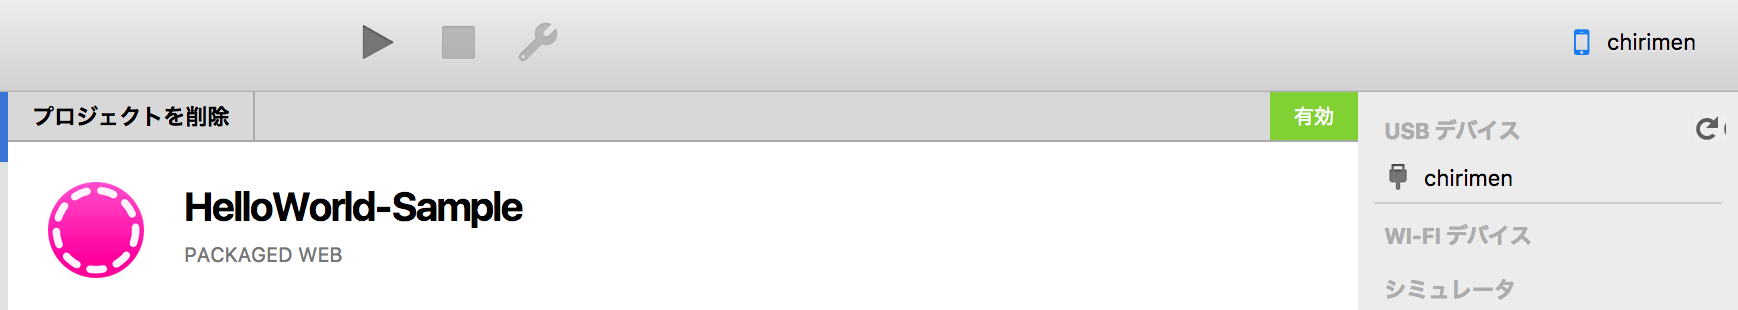 chirimen
プロジェクトを削除
有効
HelloWorld-Sample
PACKAGED WEB
USB デバイス
chirimen
WI-FI デバイス
シミュレータ